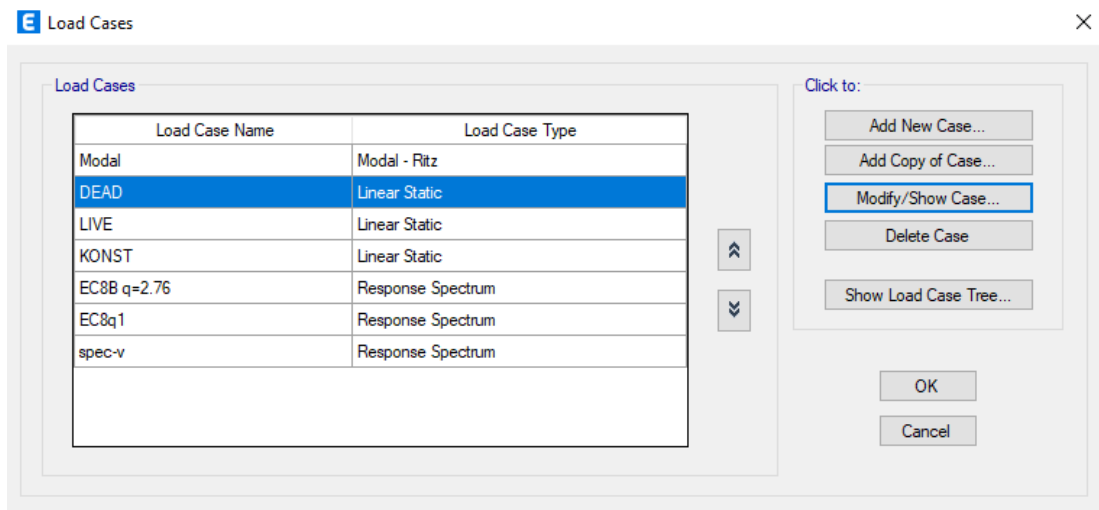 E Load Cases
Load Cases
Load Case Name Load Case Type
Modal Modal - Ritz
DEAD Linear Static
LIVE Linear Static
KONST Linear Static
EC8B q=2.76 Response Spectrum
EC8q1 Response Spectrum
spec-v Response Spectrum
Click to:
Add New Case...
Add Copy of Case...
Modify/Show Case...
Delete Case
Show Load Case Tree...
OK
Cancel